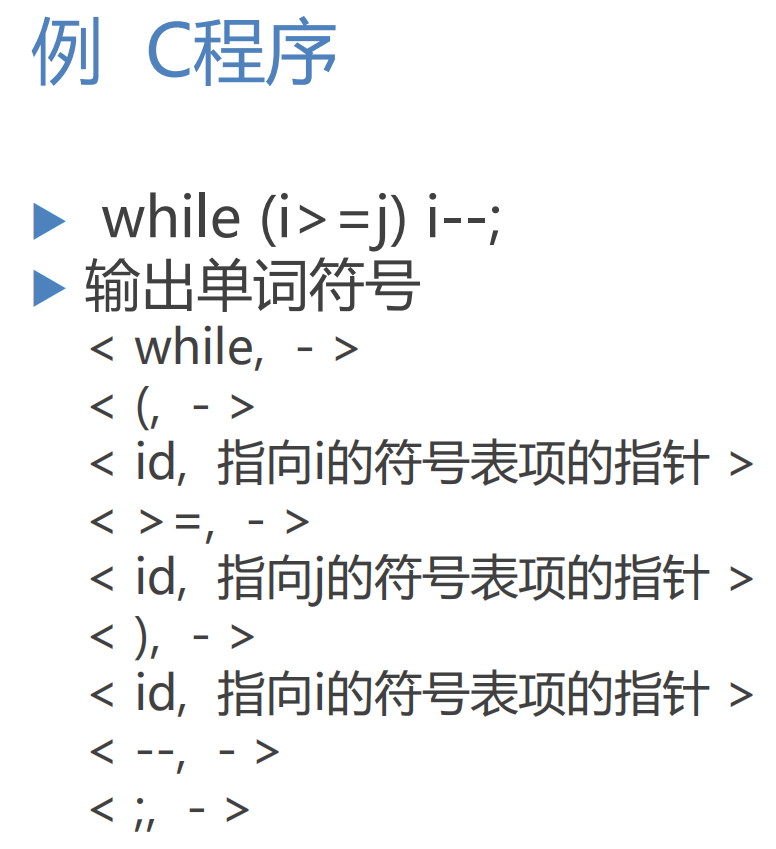 例 C程序
while (i>=j) i--;
输出单词符号
< while, - >
< (, - >
< id, 指向i的符号表项的指针 >
< >=, - >
< id, 指向j的符号表项的指针 >
< ), - >
< id, 指向i的符号表项的指针 >
< --, - >
< ;, - >